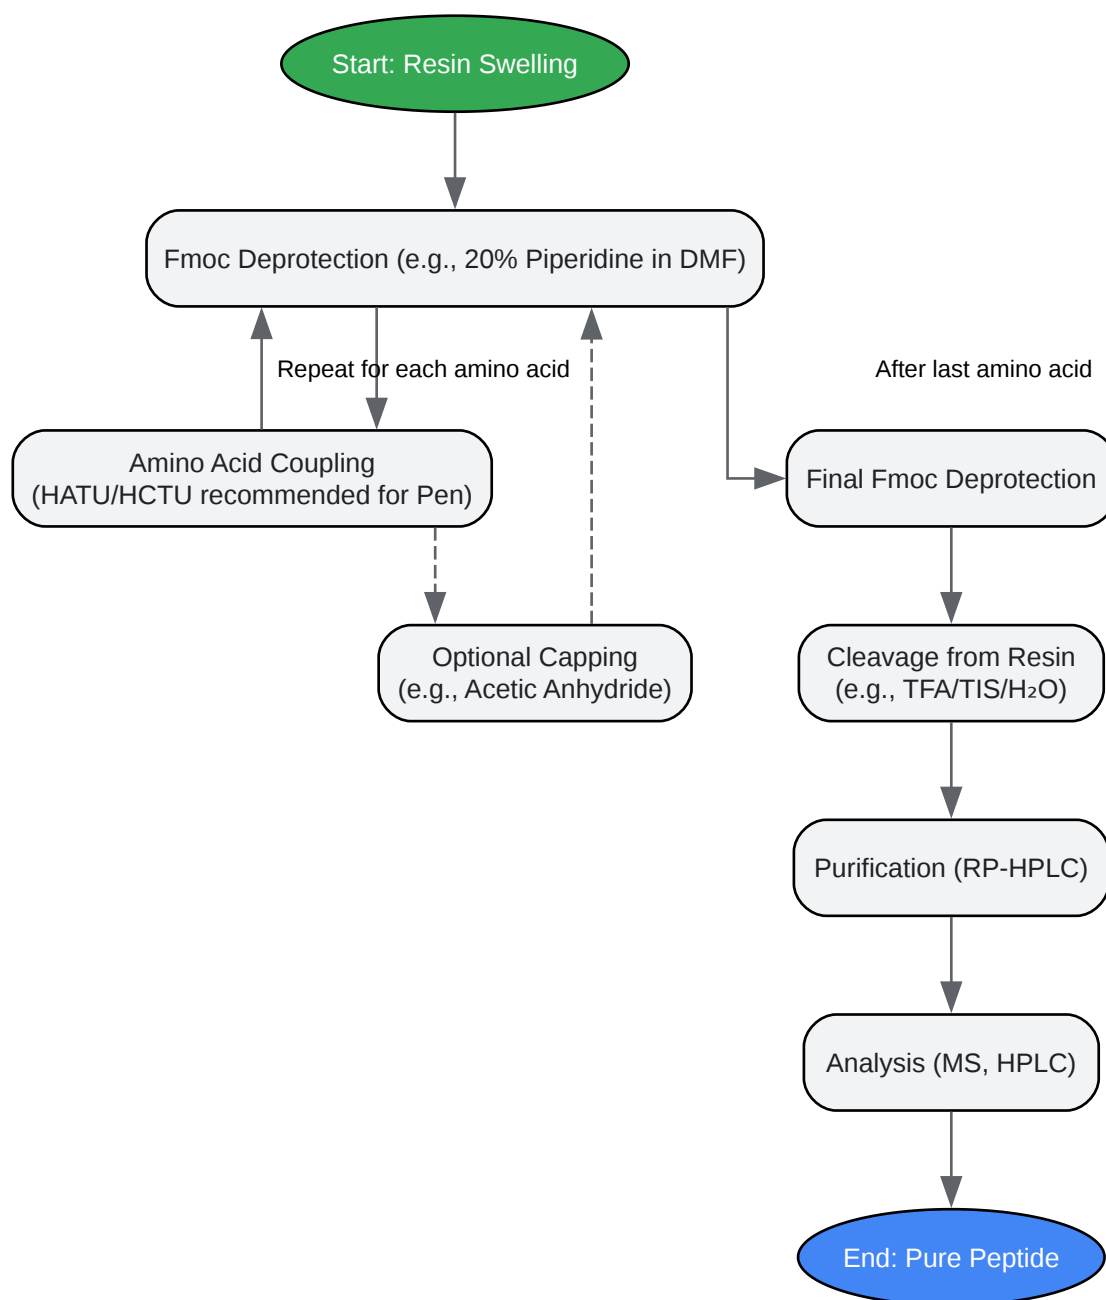 Start: Resin Swelling
Fmoc Deprotection (e.g., 20% Piperidine in DMF)
Repeat for each amino acid
After last amino acid
Amino Acid Coupling
(HATU/HCTU recommended for Pen)
Final Fmoc Deprotection
Optional Capping
(e.g., Acetic Anhydride)
Cleavage from Resin
(e.g., TFA/TIS/H₂O)
Purification (RP-HPLC)
Analysis (MS, HPLC)
End: Pure Peptide